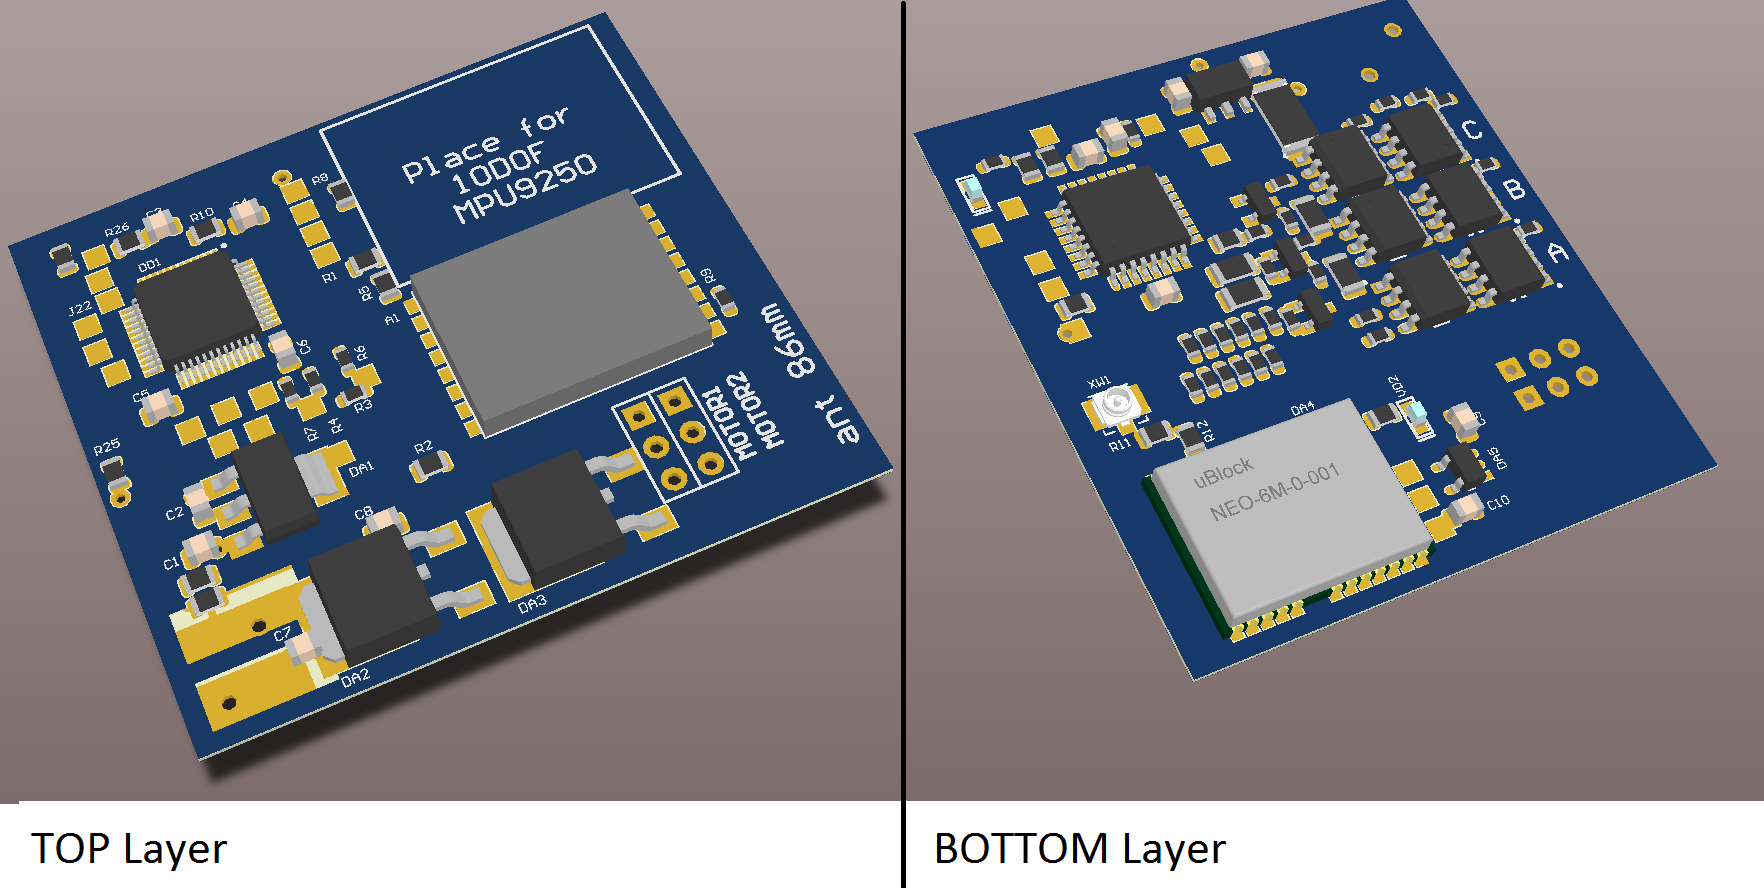 Place for
10DOF
MPU9250
R8
C3
C4
R26
R10
DD1
R1
R5
J22
A1
R9
86mm
C6
R6
C5
R3
R7
R4
MOTOR1
MOTOR2
ant
R25
R2
DA1
C2
C8
C1
DA3
C7
DA2
TOP Layer
C
B
A
XW1
VD2
DA4
R11
R12
C9
DA5
C10
uBlock
NEO-6M-0-001
BOTTOM Layer